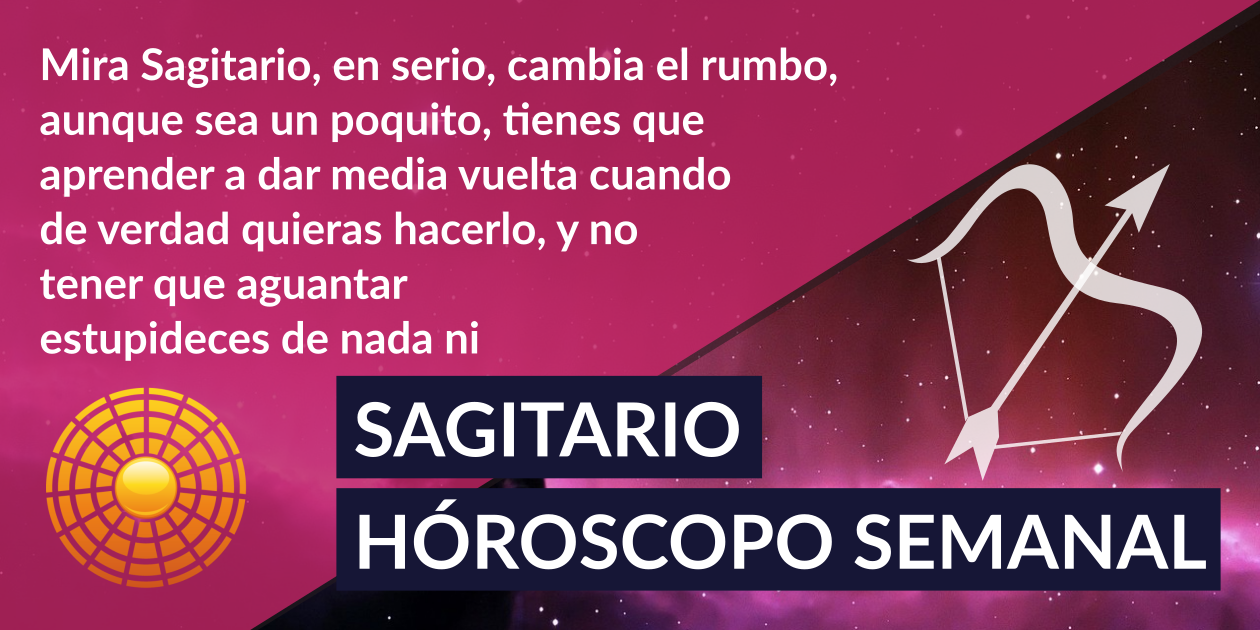 Mira Sagitario, en serio, cambia el rumbo,
aunque sea un poquito, tienes que
aprender a dar media vuelta cuando
de verdad quieras hacerlo, y no
tener que aguantar
estupideces de nada ni
SAGITARIO
HÓROSCOPO SEMANAL